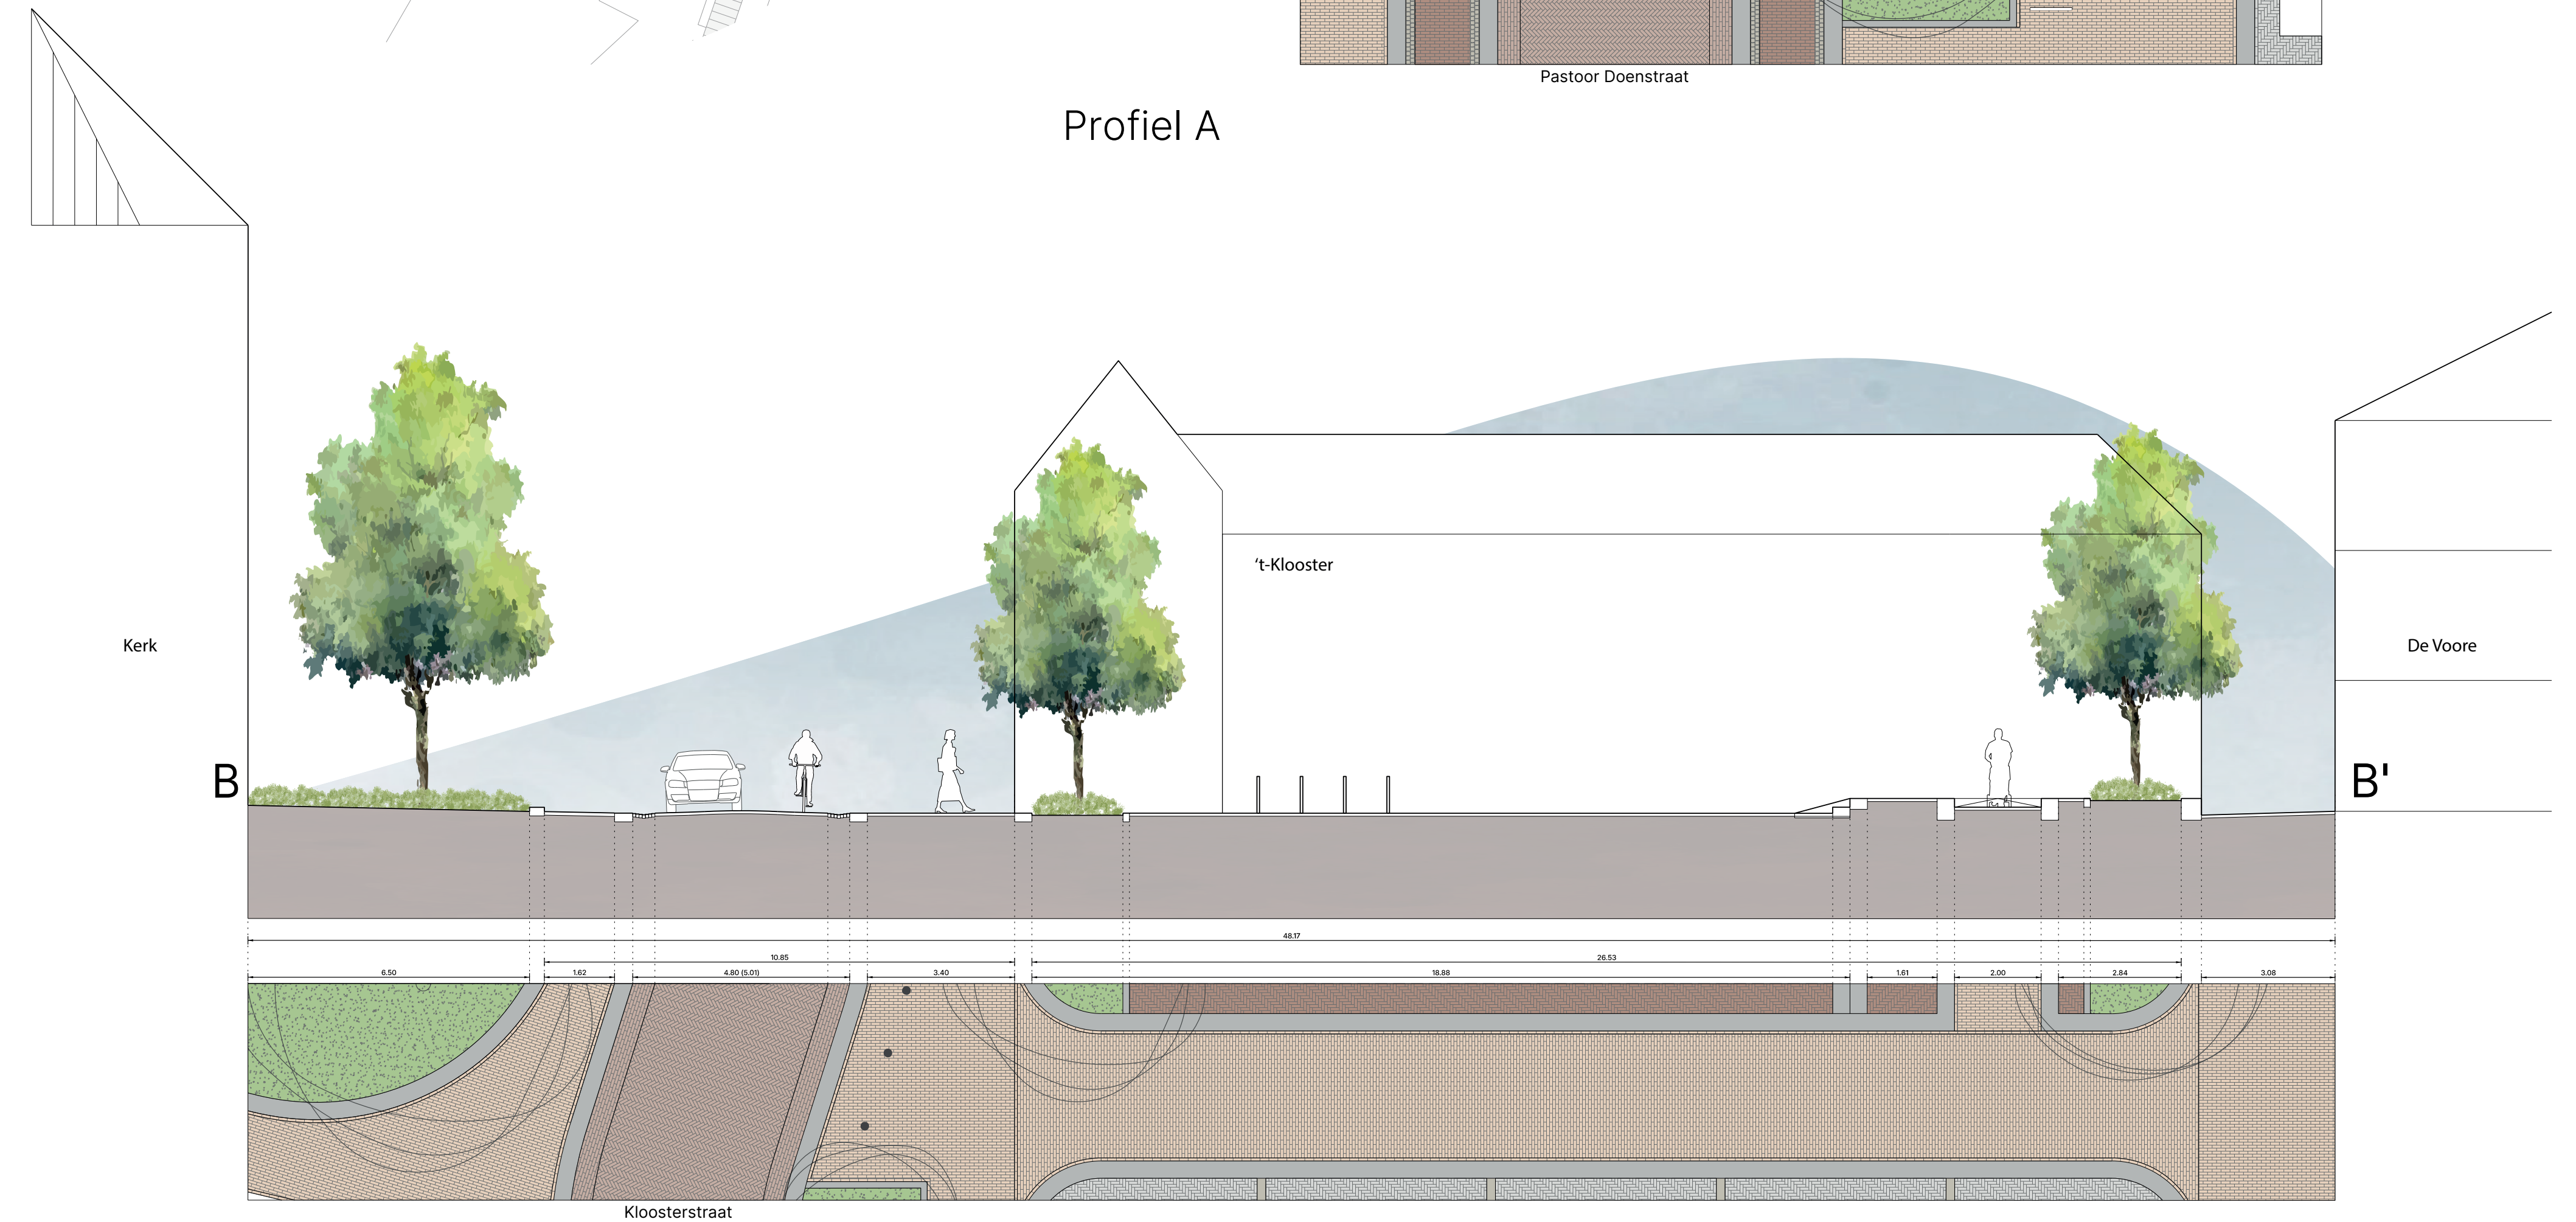 Pastoor Doenstraat
Profiel A
‘t-Klooster
Kerk
De Voore
B
B'
48.17
10.85
26.53
6.50
1.62
4.80 (5.01)
3.40
18.88
1.61
2.00
2.84
3.08
Kloosterstraat